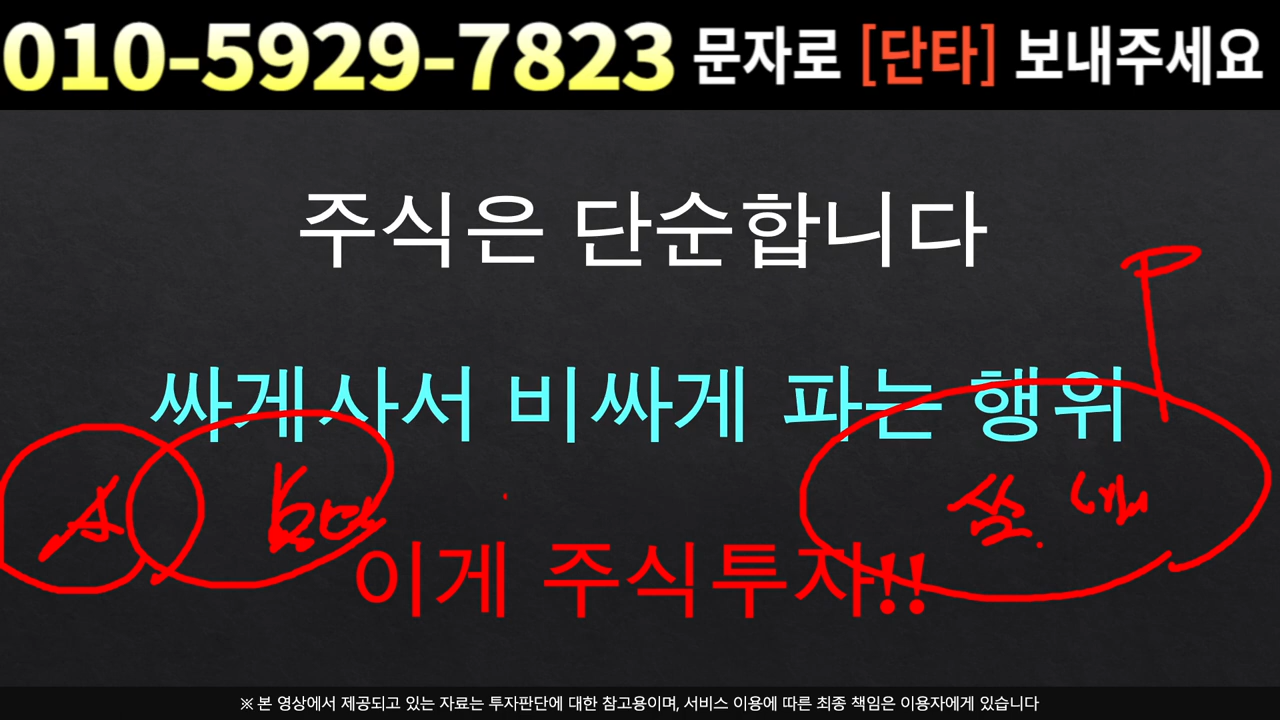 010-5929-7823 문자로 [단타] 보내주세요
주식은 단순합니다
싸게사서 비싸게 파는 행위
이게 주식투자!!
※ 본 영상에서 제공되고 있는 자료는 투자판단에 대한 참고용이며, 서비스 이용에 따른 최종 책임은 이용자에게 있습니다